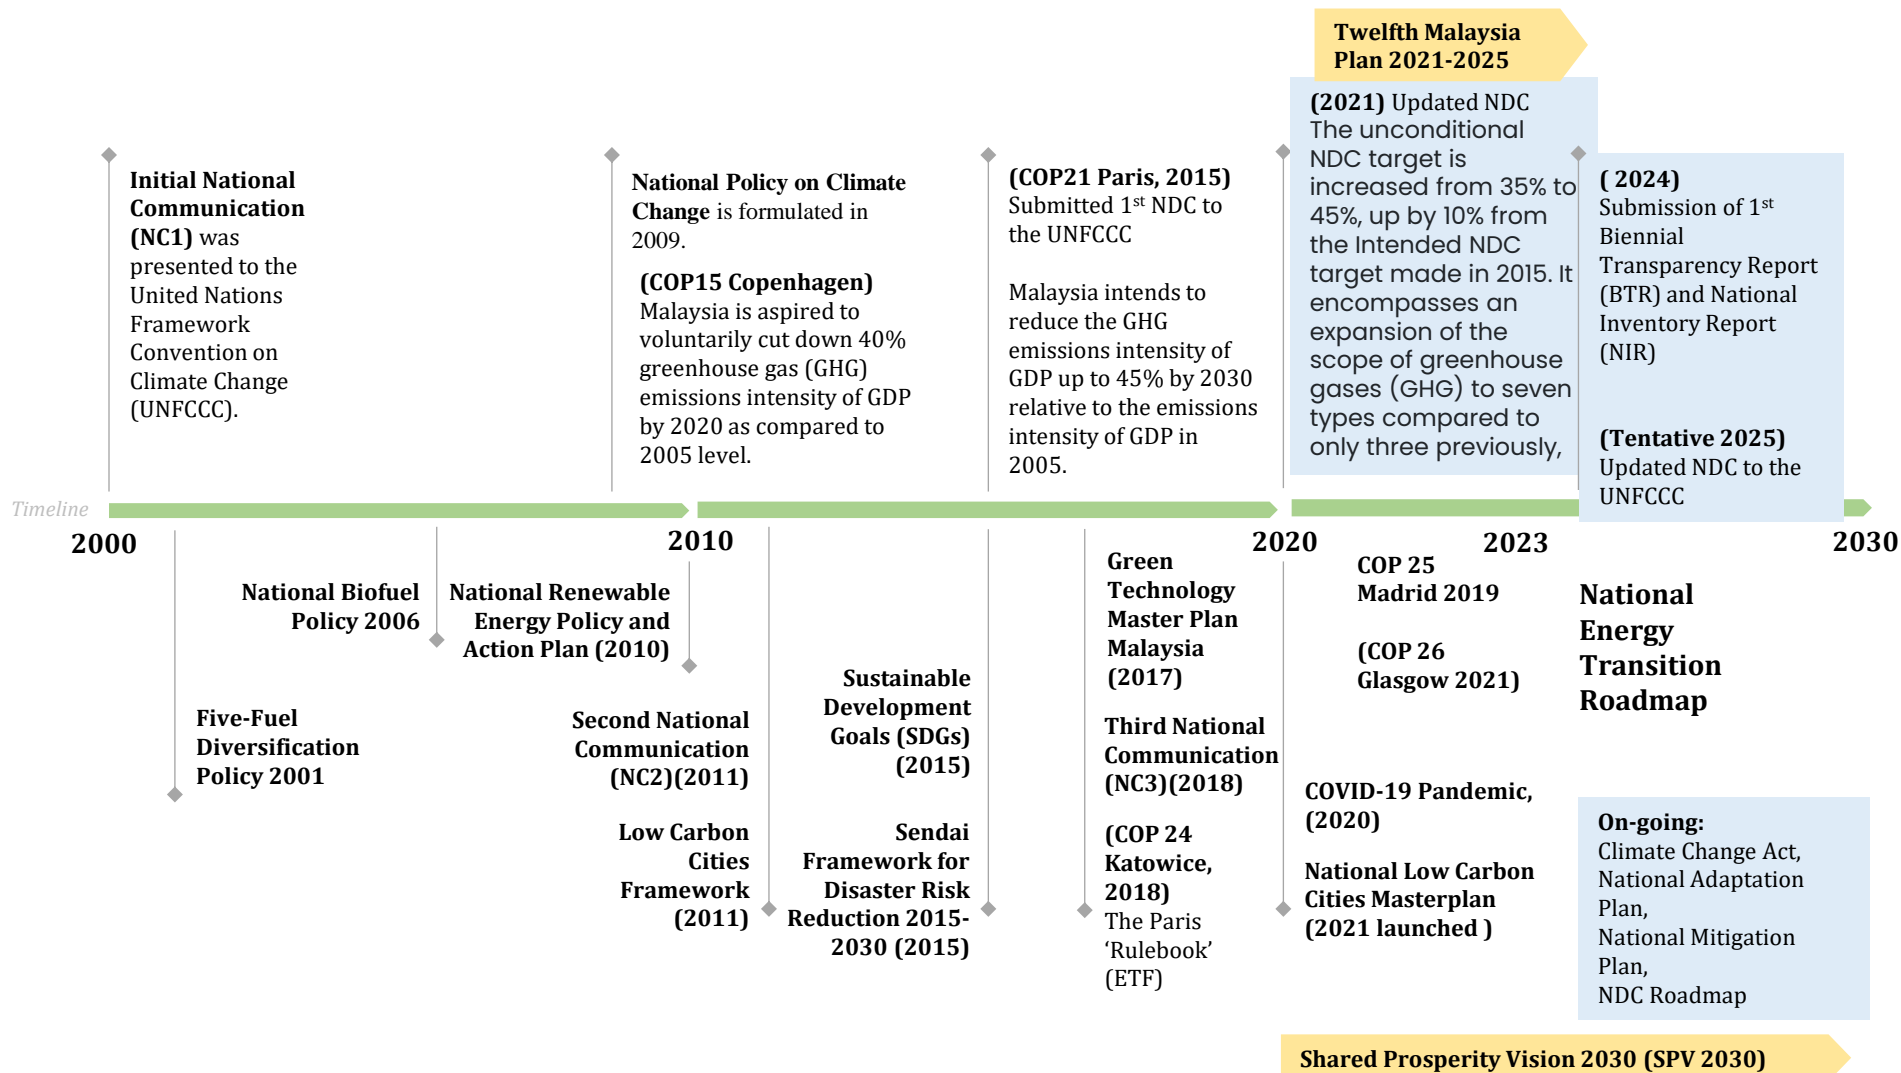 Twelfth Malaysia
Plan 2021-2025
Initial National
Communication
(NC1) was
presented to the
United Nations
Framework
Convention on
Climate Change
(UNFCCC).
National Policy on Climate
Change is formulated in
2009.
(COP15 Copenhagen)
Malaysia is aspired to
voluntarily cut down 40%
greenhouse gas (GHG)
emissions intensity of GDP
by 2020 as compared to
2005 level.
(COP21 Paris, 2015)
Submitted 1st NDC to
the UNFCCC
Malaysia intends to
reduce the GHG
emissions intensity of
GDP up to 45% by 2030
relative to the emissions
intensity of GDP in
2005.
(2021) Updated NDC
The unconditional
NDC target is
increased from 35% to
45%, up by 10% from
the Intended NDC
target made in 2015. It
encompasses an
expansion of the
scope of greenhouse
gases (GHG) to seven
types compared to
only three previously,
( 2024)
Submission of 1st
Biennial
Transparency Report
(BTR) and National
Inventory Report
(NIR)
(Tentative 2025)
Updated NDC to the
UNFCCC
Timeline
2000
2010
2020
2023
2030
Five-Fuel
Diversification
Policy 2001
National Biofuel
Policy 2006
National Renewable
Energy Policy and
Action Plan (2010)
Second National
Communication
(NC2)(2011)
Low Carbon
Cities
Framework
(2011)
Sustainable
Development
Goals (SDGs)
(2015)
Sendai
Framework for
Disaster Risk
Reduction 2015-
2030 (2015)
Green
Technology
Master Plan
Malaysia
(2017)
Third National
Communication
(NC3)(2018)
(COP 24
Katowice,
2018)
The Paris
‘Rulebook’
(ETF)
COP 25
Madrid 2019
(COP 26
Glasgow 2021)
COVID-19 Pandemic,
(2020)
National Low Carbon
Cities Masterplan
(2021 launched )
National
Energy
Transition
Roadmap
On-going:
Climate Change Act,
National Adaptation
Plan,
National Mitigation
Plan,
NDC Roadmap
Shared Prosperity Vision 2030 (SPV 2030)